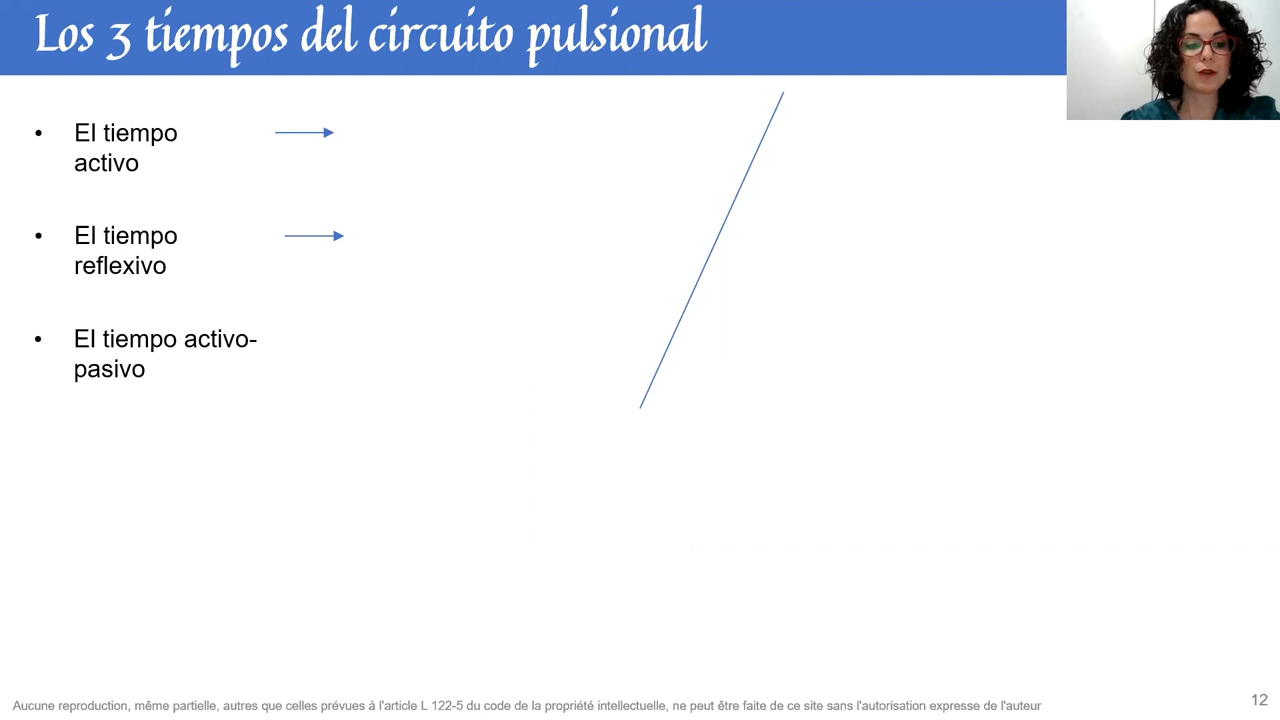 Los 3 tiempos del circuito pulsional
• El tiempo
activo
• El tiempo
reflexivo
• El tiempo activo-
pasivo
Aucune reproduction, même partielle, autres que celles prévues à l'article L 122-5 du code de la propriété intellectuelle, ne peut être faite de ce site sans l'autorisation expresse de l'auteur
12